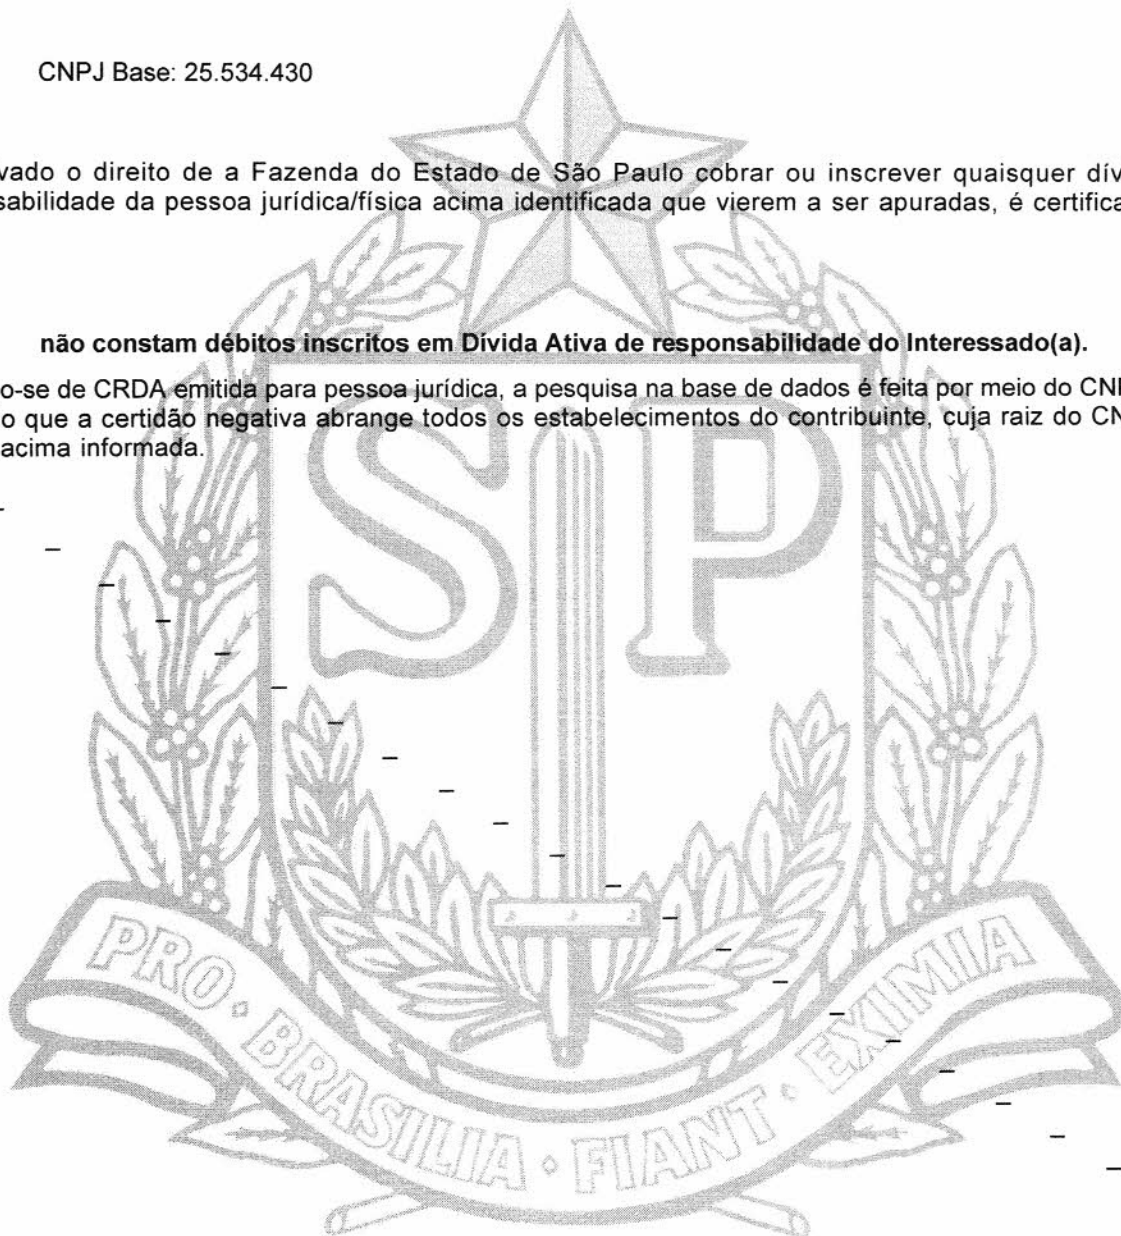 CNPJ Base: 25.534.430
vado o direito de a Fazenda do Estado de São Paulo cobrar ou inscrever quaisquer dív
sabilidade da pessoa jurídica/física acima identificada que vierem a ser apuradas, é certifica
não constam débitos inscritos em Dívida Ativa de responsabilidade do Interessado(a).
o-se de CRDA emitida para pessoa jurídica, a pesquisa na base de dados é feita por meio do CN
o que a certidão negativa abrange todos os estabelecimentos do contribuinte, cuja raiz do CN
acima informada.
SP
PRO • BRASILIA • FIANT • EXIMIA